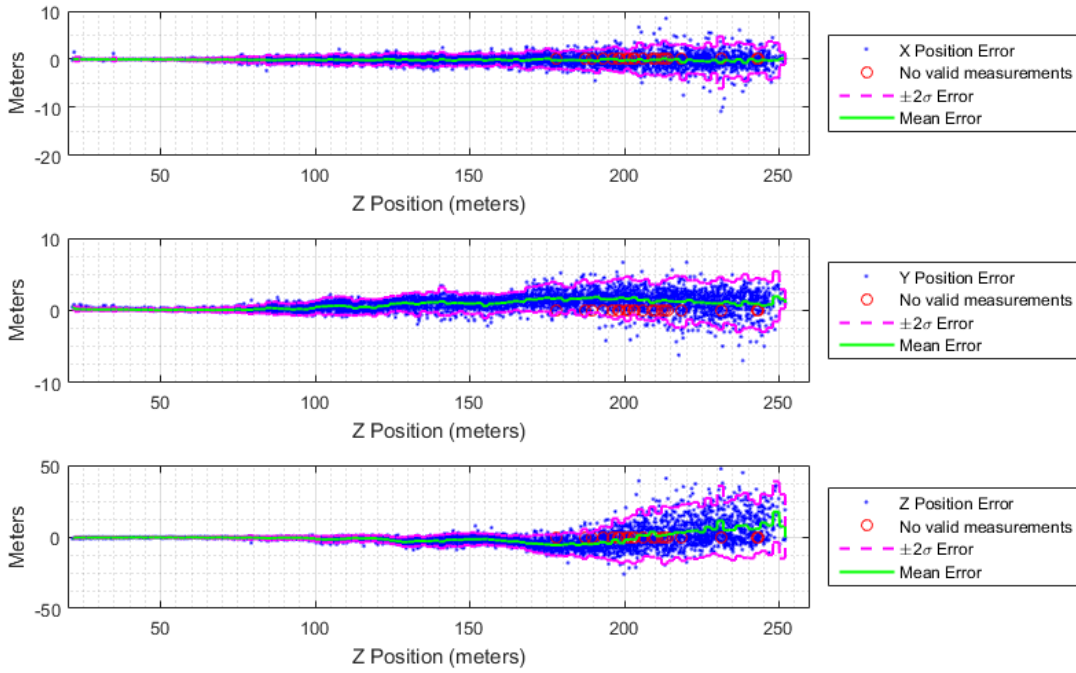 10
0
-10
-20
Meters
50
100
150
200
250
Z Position (meters)
X Position Error
No valid measurements
±2σ Error
Mean Error
10
0
-10
Meters
50
100
150
200
250
Z Position (meters)
Y Position Error
No valid measurements
±2σ Error
Mean Error
50
0
-50
Meters
50
100
150
200
250
Z Position (meters)
Z Position Error
No valid measurements
±2σ Error
Mean Error